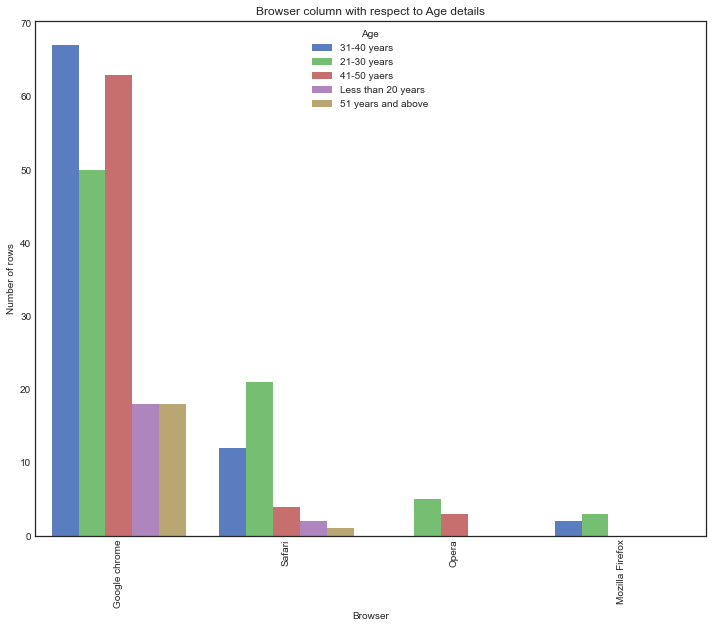 Browser column with respect to Age details
Age
31-40 years
21-30 years
41-50 yaers
Less than 20 years
51 years and above
70
60
50
40
30
20
10
0
Number of rows
Google chrome
Safari
Opera
Mozilla Firefox
Browser